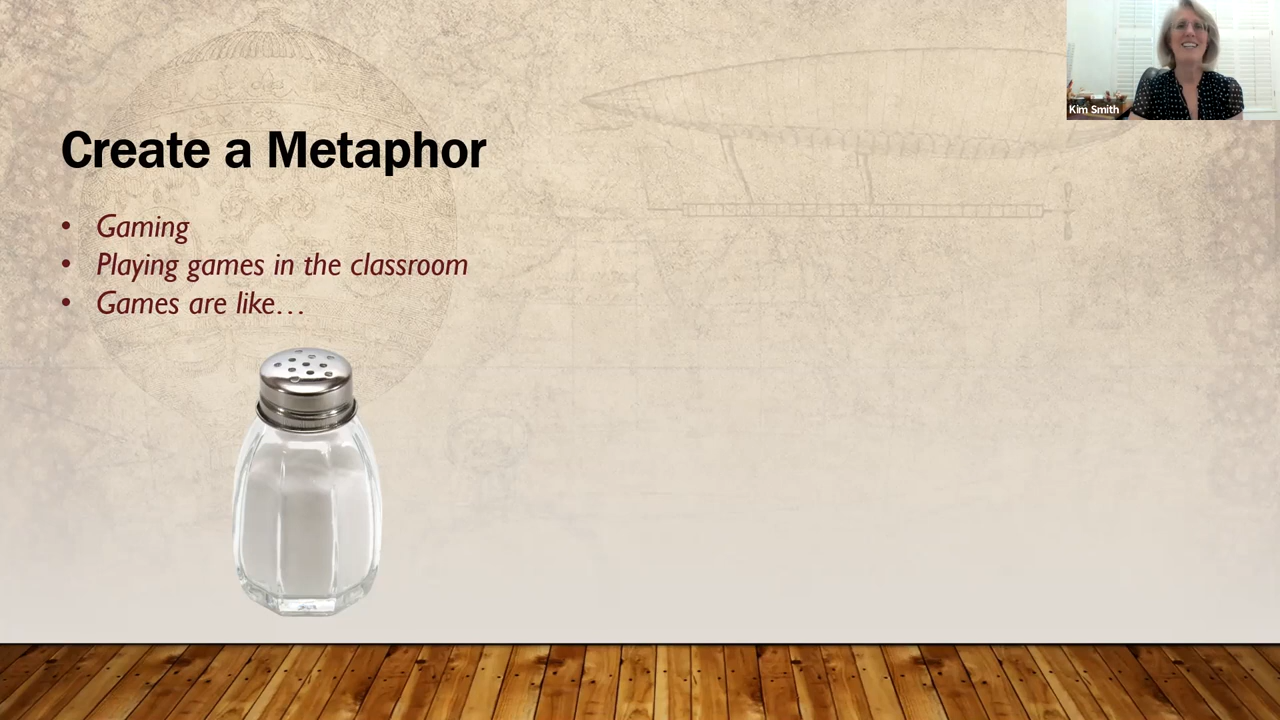 Kim Smith
Create a Metaphor
• Gaming
• Playing games in the classroom
• Games are like…